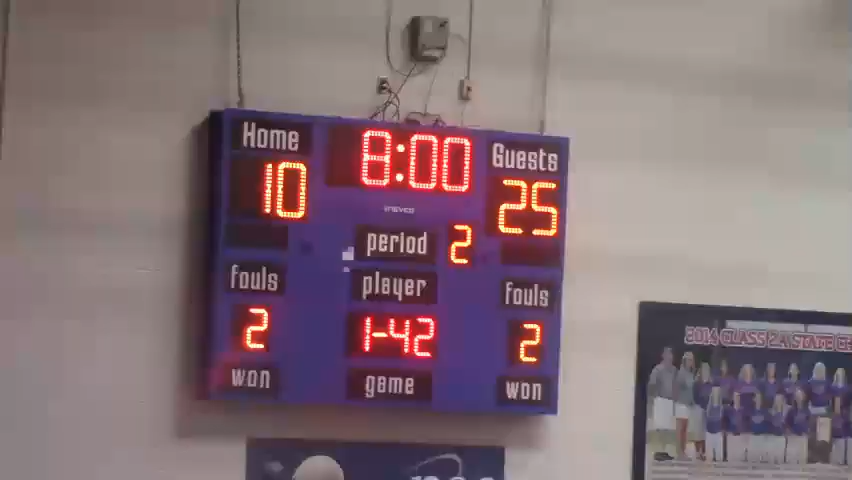 Home 8:00 Guests
10 25
NEVCO
period 2
fouls player fouls
2 1-42 2
won game won
2014 CLASS 2A STATE